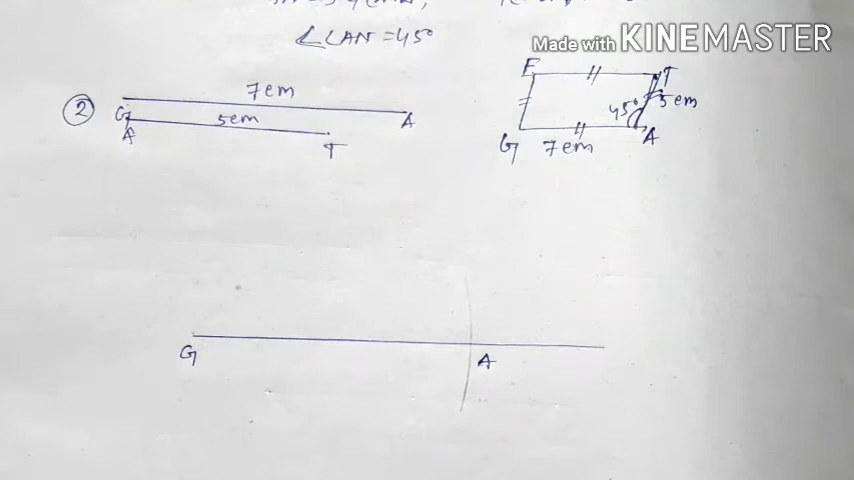 ∠LAN = 45°
Made with KINEMASTER
② 7cm
G A
5cm
A T
E T
45° 5cm
G 7cm A
G A